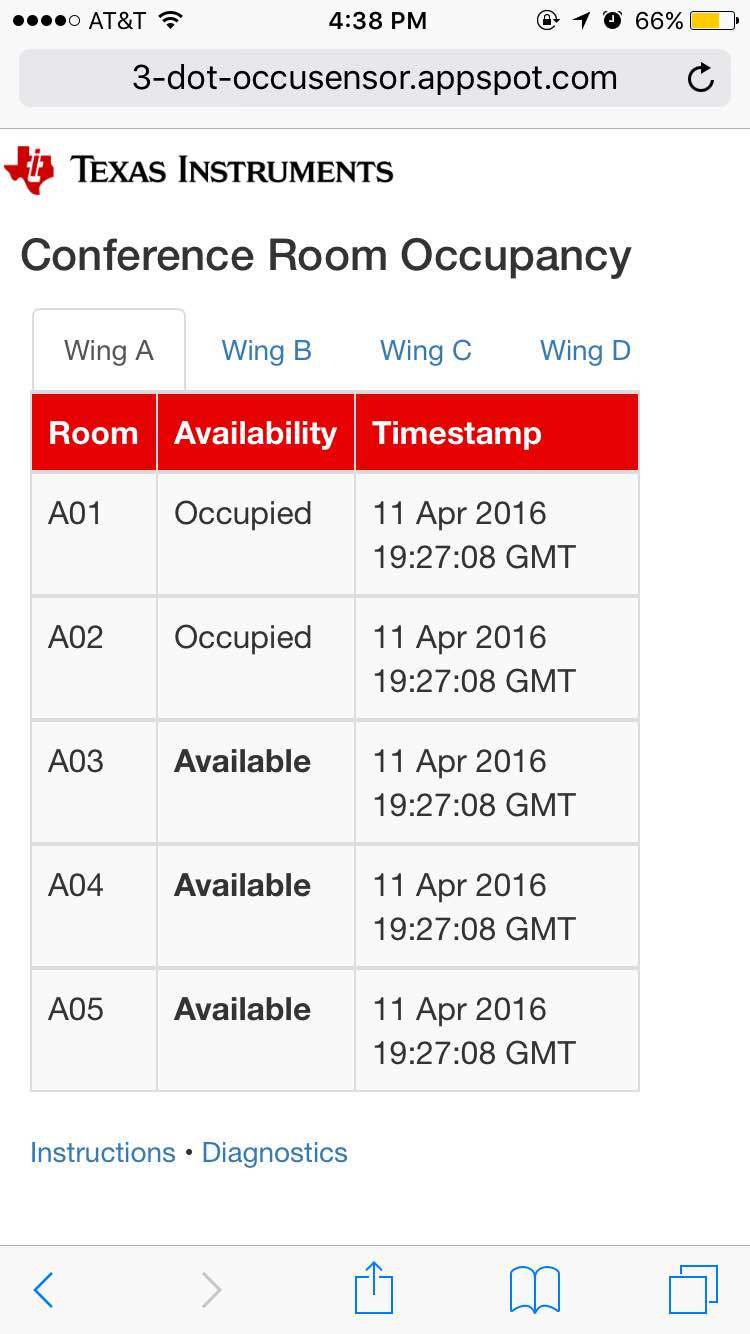 AT&T 4:38 PM 66%
3-dot-occusensor.appspot.com
TEXAS INSTRUMENTS
Conference Room Occupancy
Wing A Wing B Wing C Wing D
Room Availability Timestamp
A01 Occupied 11 Apr 2016
19:27:08 GMT
A02 Occupied 11 Apr 2016
19:27:08 GMT
A03 Available 11 Apr 2016
19:27:08 GMT
A04 Available 11 Apr 2016
19:27:08 GMT
A05 Available 11 Apr 2016
19:27:08 GMT
Instructions • Diagnostics